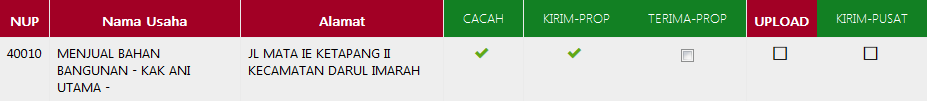 NUP Nama Usaha Alamat CACAH KIRIM-PROP TERIMA-PROP UPLOAD KIRIM-PUSAT
40010 MENJUAL BAHAN JL MATA IE KETAPANG II
BANGUNAN - KAK ANI KECAMATAN DARUL IMARAH
UTAMA -